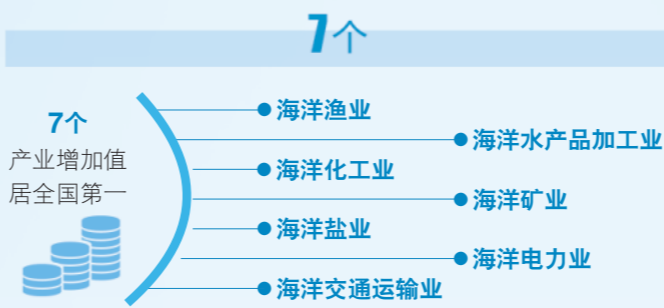 7个
7个
产业增加值
居全国第一
海洋渔业
海洋水产品加工业
海洋化工业
海洋矿业
海洋盐业
海洋电力业
海洋交通运输业